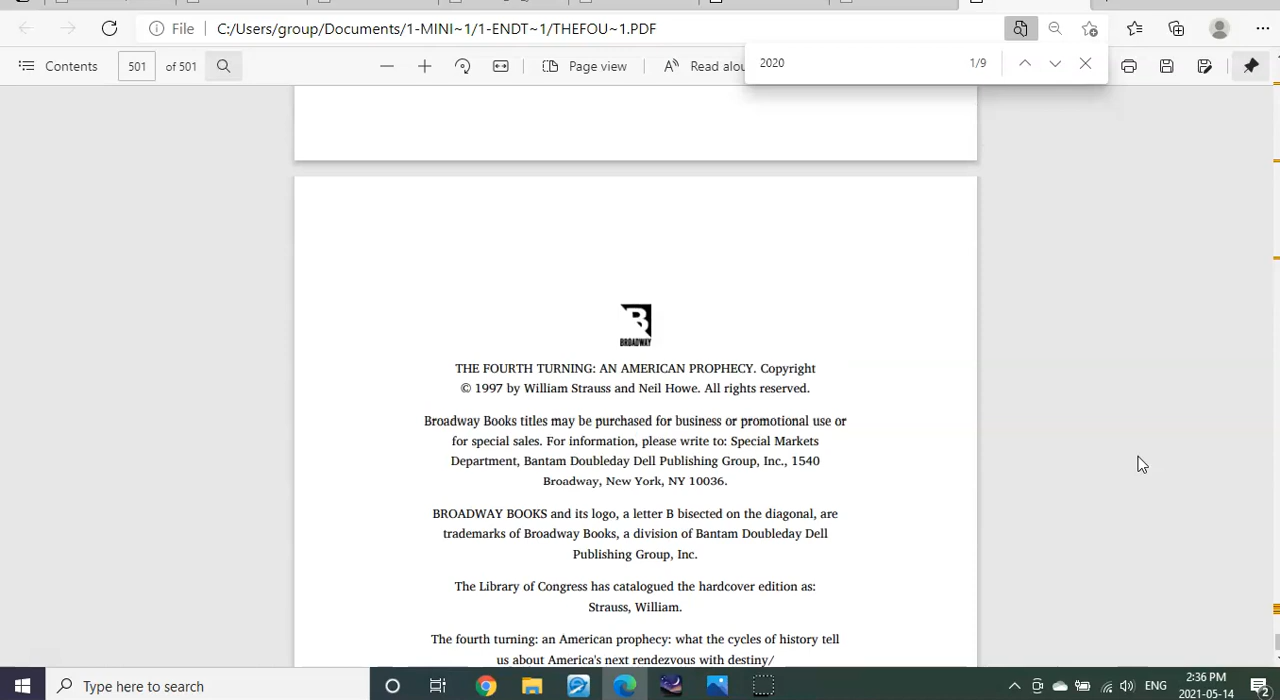 File C:/Users/group/Documents/1-MINI~1/1-ENDT~1/THEFOU~1.PDF
Contents 501 of 501 Page view Read alou
2020 1/9
B
BROADWAY
THE FOURTH TURNING: AN AMERICAN PROPHECY. Copyright
© 1997 by William Strauss and Neil Howe. All rights reserved.
Broadway Books titles may be purchased for business or promotional use or
for special sales. For information, please write to: Special Markets
Department, Bantam Doubleday Dell Publishing Group, Inc., 1540
Broadway, New York, NY 10036.
BROADWAY BOOKS and its logo, a letter B bisected on the diagonal, are
trademarks of Broadway Books, a division of Bantam Doubleday Dell
Publishing Group, Inc.
The Library of Congress has catalogued the hardcover edition as:
Strauss, William.
The fourth turning: an American prophecy: what the cycles of history tell
us about America's next rendezvous with destiny/
Type here to search
ENG
2:36 PM
2021-05-14
2